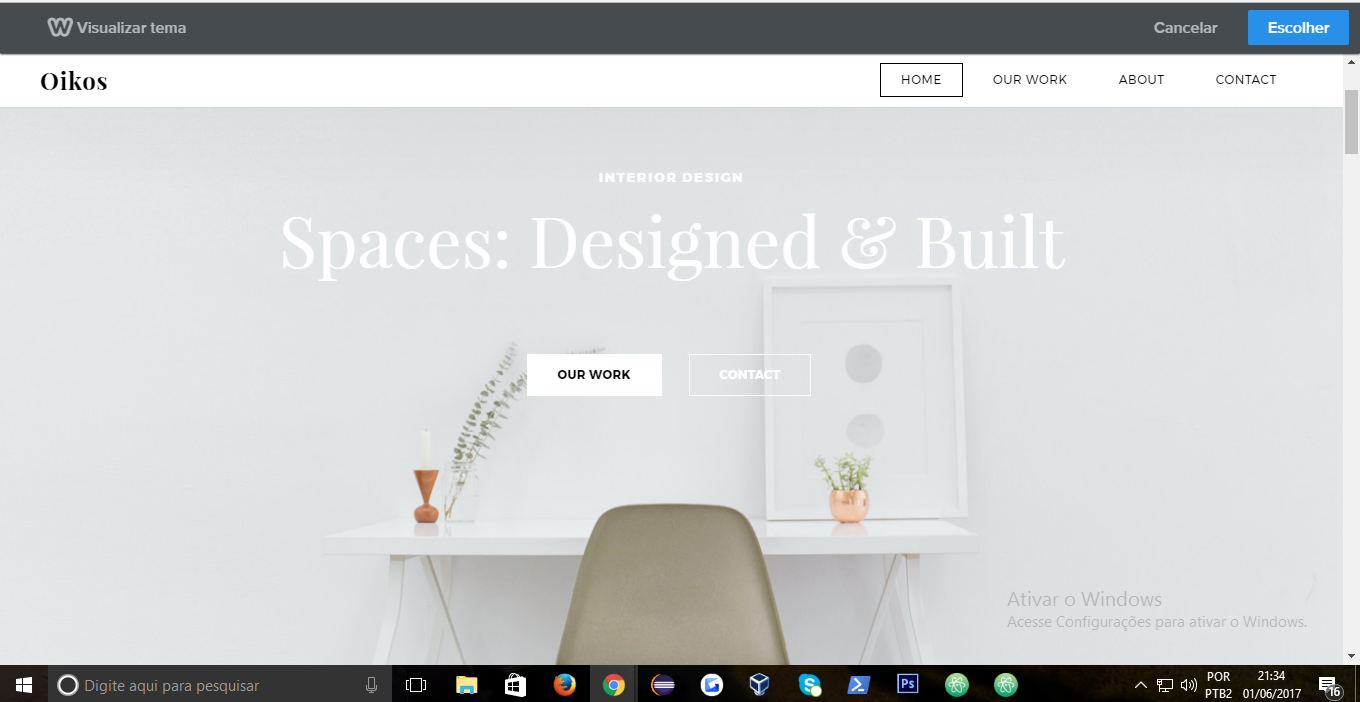 Visualizar tema
Cancelar
Escolher
Oikos
HOME
OUR WORK
ABOUT
CONTACT
INTERIOR DESIGN
Spaces: Designed & Built
OUR WORK
CONTACT
Ativar o Windows
Acesse Configurações para ativar o Windows.
Digite aqui para pesquisar
Ps
POR
PTB2
21:34
01/06/2017
16